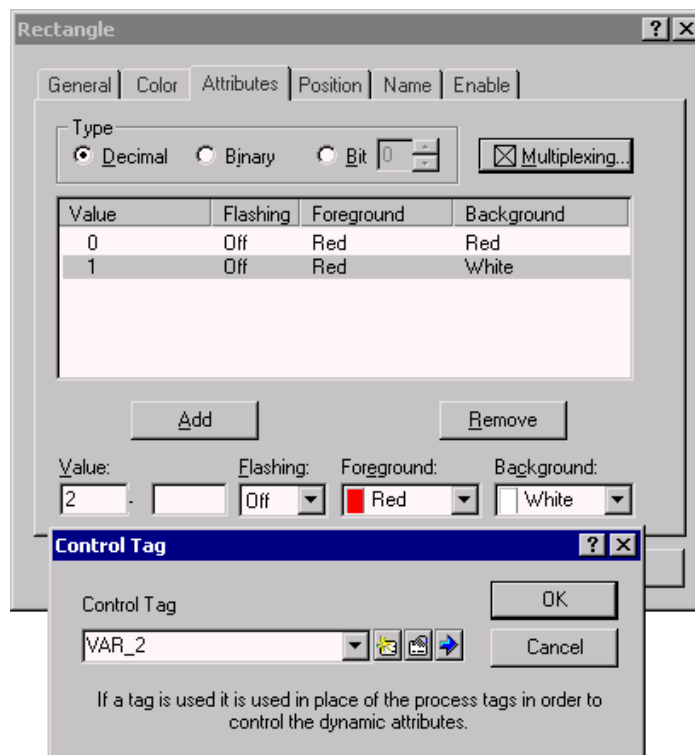 Rectangle
General Color Attributes Position Name Enable
Type
Decimal Binary Bit 0 Multiplexing...
Value Flashing Foreground Background
0 Off Red Red
1 Off Red White
Add Remove
Value: Flashing: Foreground: Background:
2 - Off Red White
Control Tag
Control Tag
OK
VAR_2
Cancel
If a tag is used it is used in place of the process tags in order to
control the dynamic attributes.